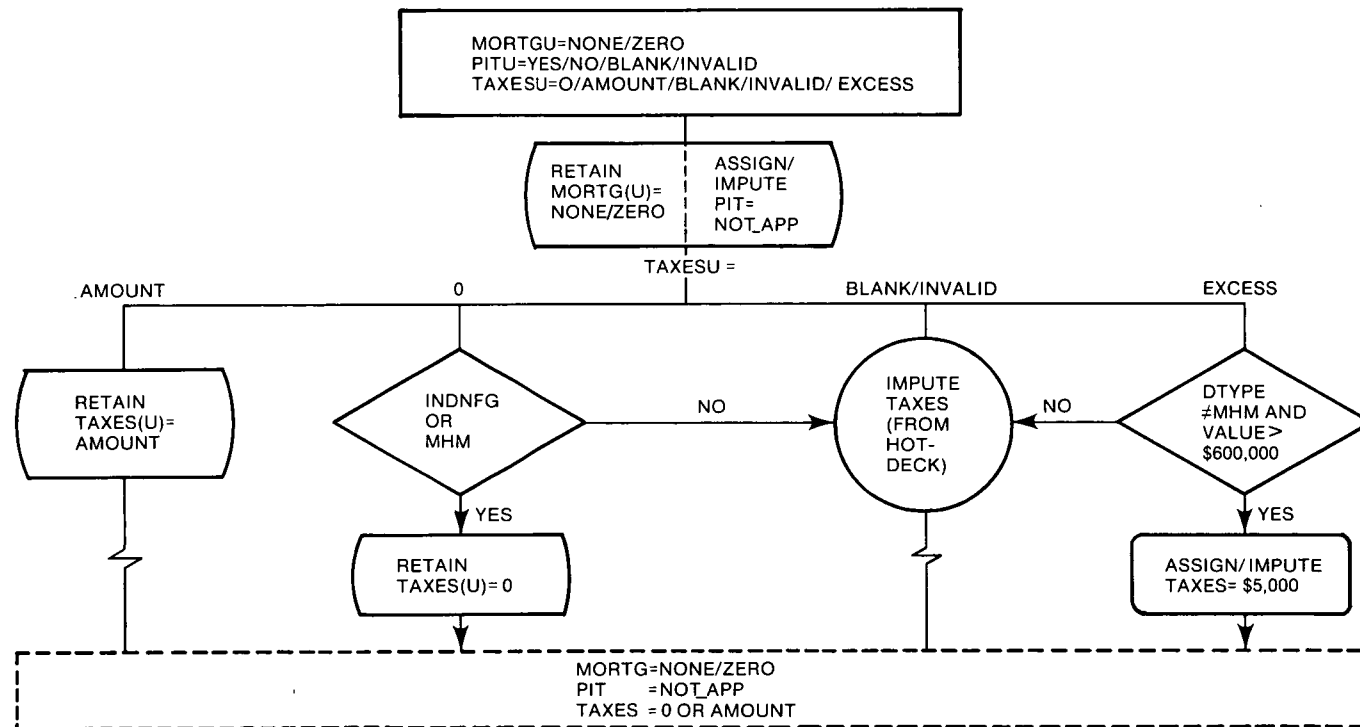 MORTGU=NONE/ZERO
PITU=YES/NO/BLANK/INVALID
TAXESU=O/AMOUNT/BLANK/INVALID/ EXCESS
RETAIN
MORTG(U)=
NONE/ZERO
ASSIGN/
IMPUTE
PIT=
NOT_APP
TAXESU =
AMOUNT
0
BLANK/INVALID
EXCESS
RETAIN
TAXES(U)=
AMOUNT
INDNFG
OR
MHM
NO
IMPUTE
TAXES
(FROM
HOT-
DECK)
NO
DTYPE
≠MHM AND
VALUE>
$600,000
YES
YES
RETAIN
TAXES(U)=0
ASSIGN/IMPUTE
TAXES= $5,000
MORTG=NONE/ZERO
PIT =NOT_APP
TAXES =0 OR AMOUNT